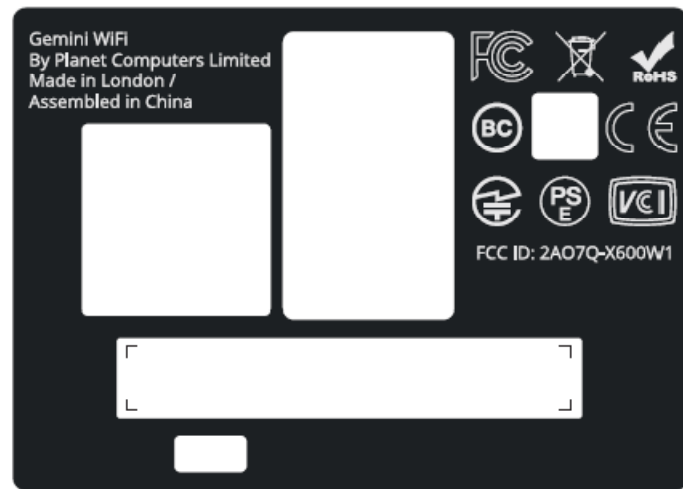 Gemini WiFi
By Planet Computers Limited
Made in London /
Assembled in China
FC
RoHS
BC
CE
PS
E
VCI
FCC ID: 2AO7Q-X600W1